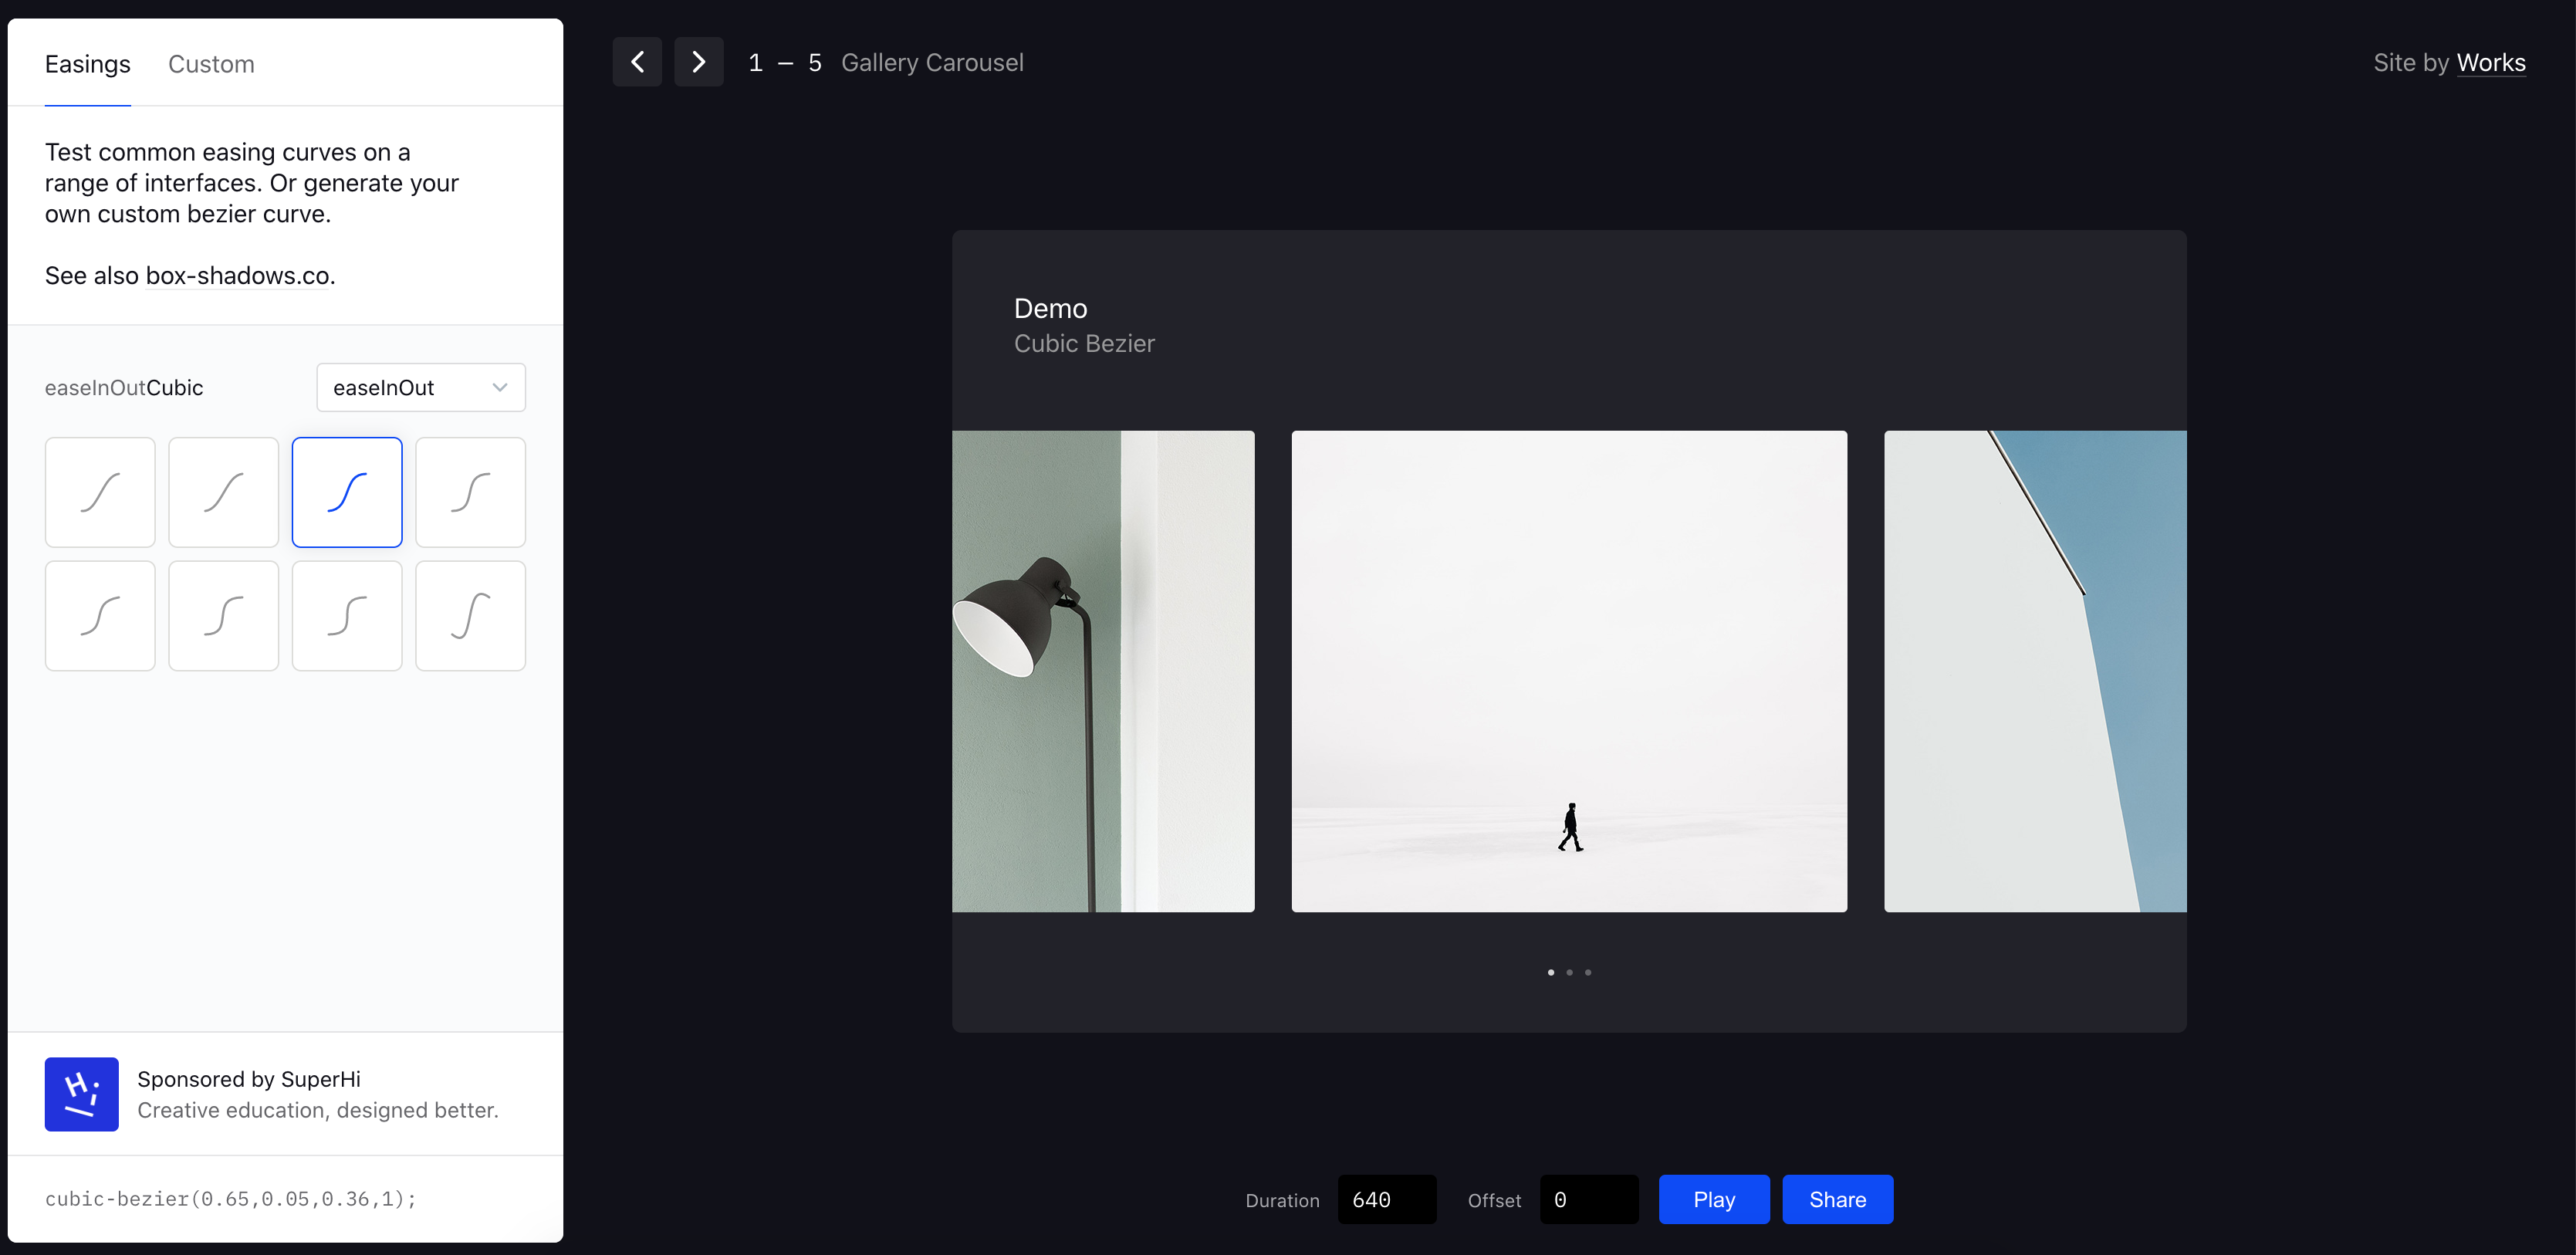 Easings
Custom
Test common easing curves on a
range of interfaces. Or generate your
own custom bezier curve.
See also box-shadows.co.
easeInOutCubic
easeInOut
Sponsored by SuperHi
Creative education, designed better.
cubic-bezier(0.65,0.05,0.36,1);
1 — 5 Gallery Carousel
Site by Works
Demo
Cubic Bezier
Duration 640 Offset 0 Play Share